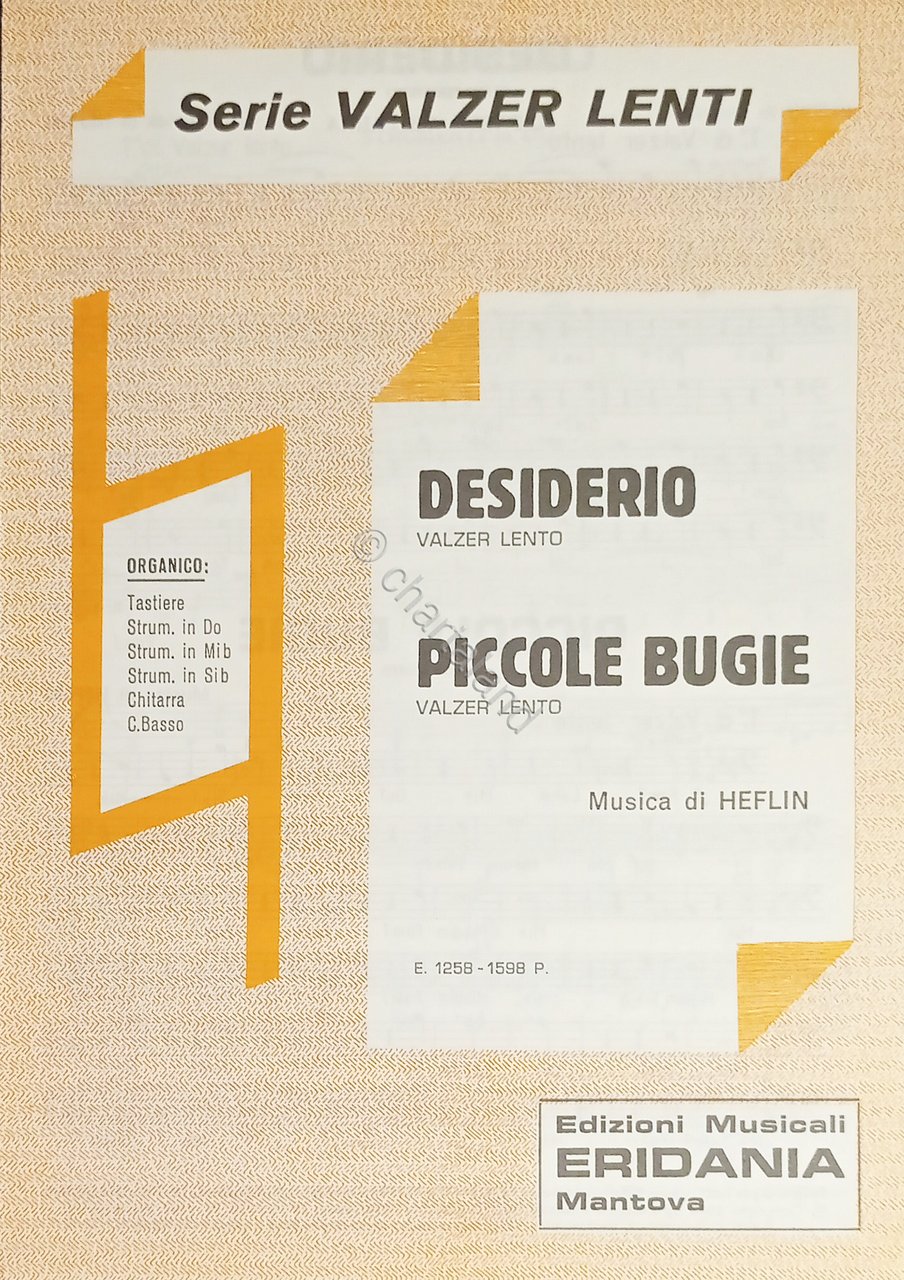 Serie VALZER LENTI
ORGANICO:
Tastiere
Strum. in Do
Strum. in Mib
Strum. in Sib
Chitarra
C.Basso
DESIDERIO
VALZER LENTO
PICCOLE BUGIE
VALZER LENTO
Musica di HEFLIN
E. 1258-1598 P.
© chartaland
Edizioni Musicali
ERIDANIA
Mantova